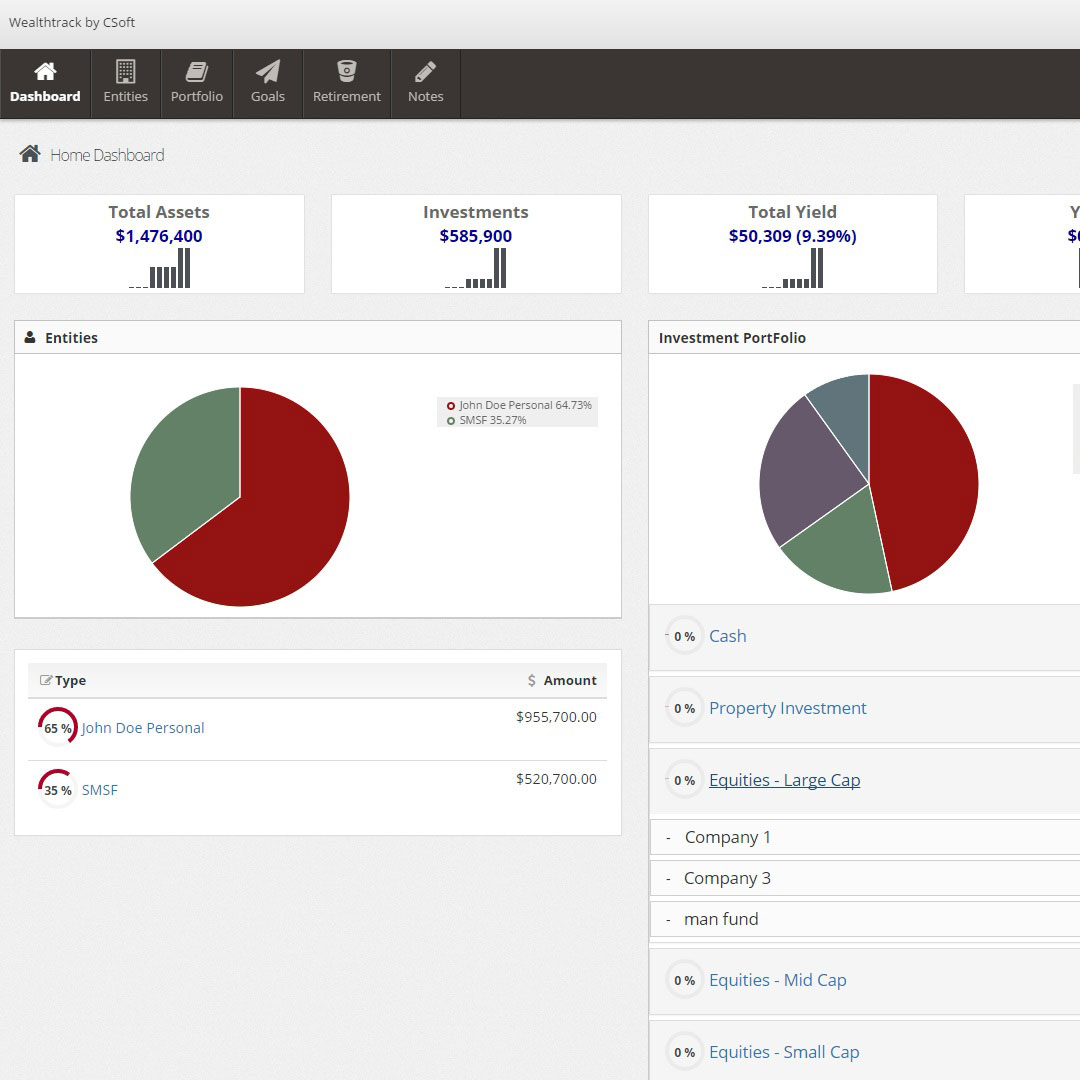 Wealthtrack by CSoft
Dashboard
Entities
Portfolio
Goals
Retirement
Notes
Home Dashboard
Total Assets
$1,476,400
Investments
$585,900
Total Yield
$50,309 (9.39%)
Entities
John Doe Personal 64.73%
SMSF 35.27%
Type $ Amount
65 % John Doe Personal $955,700.00
35 % SMSF $520,700.00
Investment PortFolio
0 % Cash
0 % Property Investment
0 % Equities - Large Cap
- Company 1
- Company 3
- man fund
0 % Equities - Mid Cap
0 % Equities - Small Cap